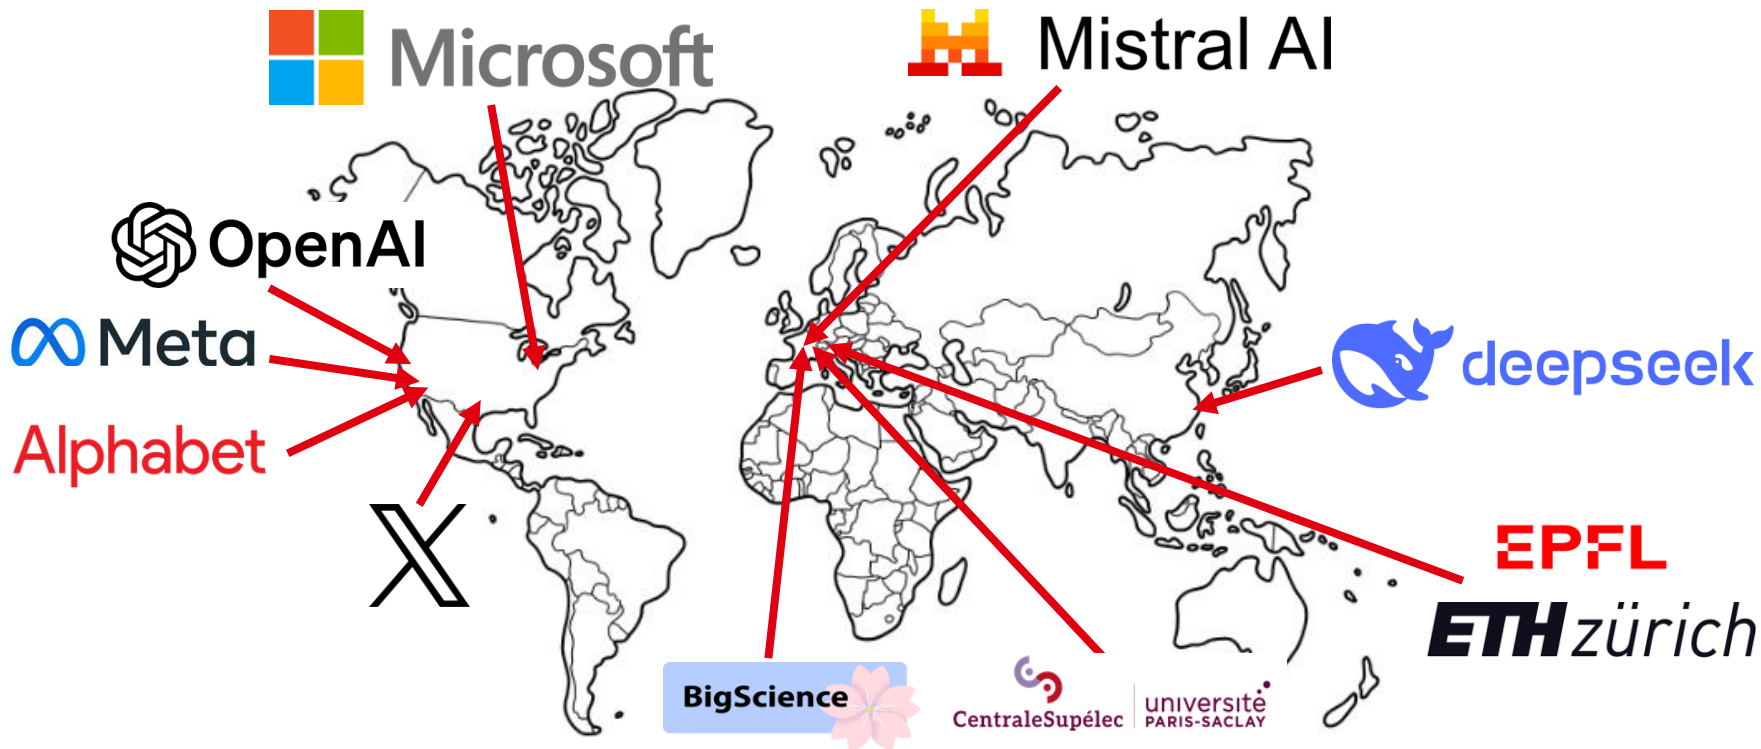 Microsoft
Mistral AI
OpenAI
Meta
deepseek
Alphabet
X
EPFL
ETH zürich
BigScience
CentraleSupélec
université
PARIS-SACLAY